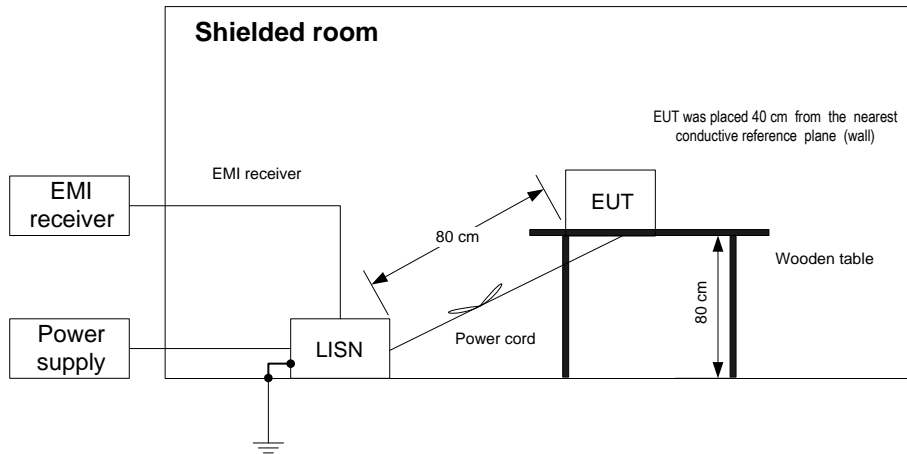 Shielded room
EUT was placed 40 cm from the nearest
conductive reference plane (wall)
EMI receiver
EMI
receiver
EUT
80 cm
Wooden table
80 cm
Power
supply
LISN
Power cord